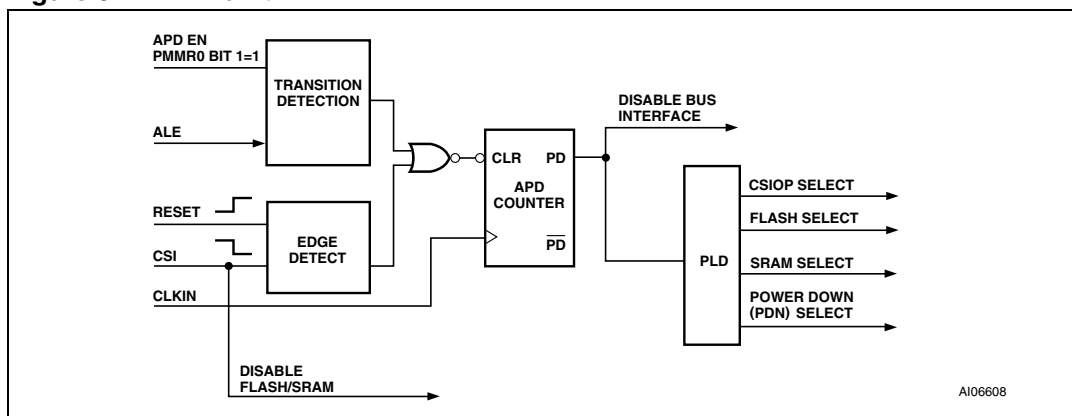 APD EN
PMMR0 BIT 1=1
TRANSITION
DETECTION
ALE
RESET
CSI
CLKIN
EDGE
DETECT
DISABLE
FLASH/SRAM
CLR PD
APD
COUNTER
PD
DISABLE BUS
INTERFACE
PLD
CSIOP SELECT
FLASH SELECT
SRAM SELECT
POWER DOWN
(PDN) SELECT
AI06608